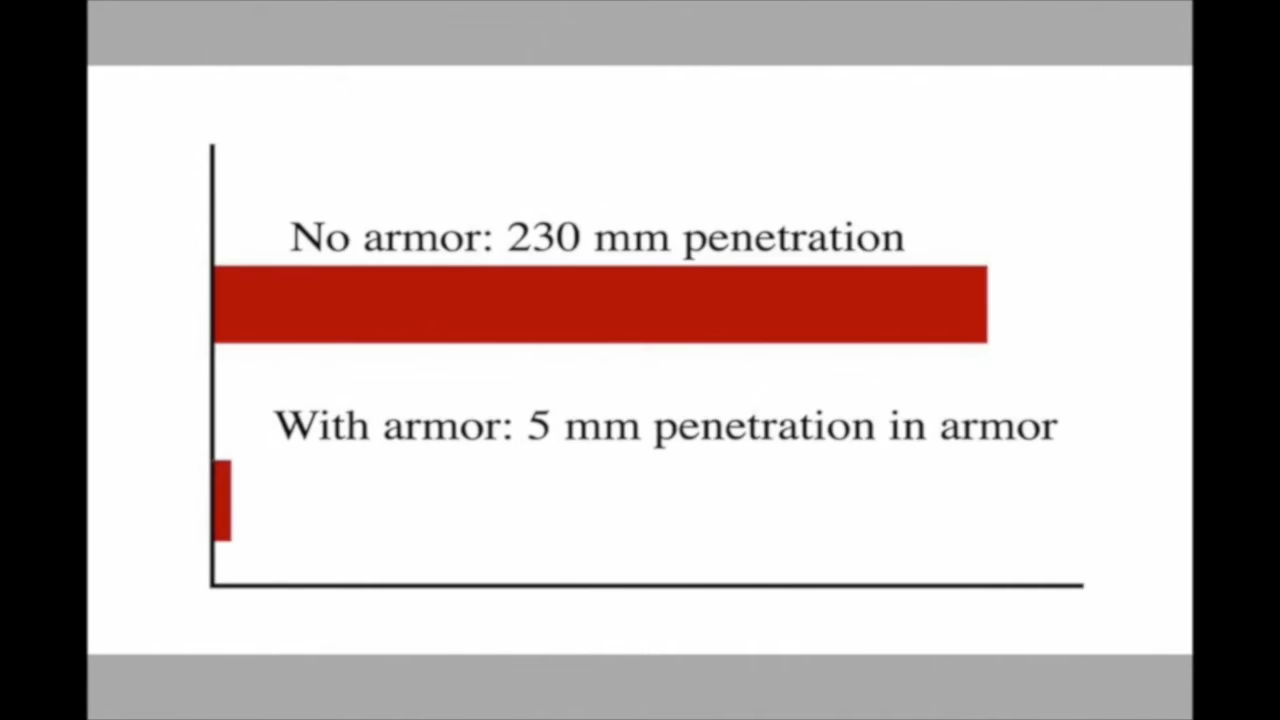 No armor: 230 mm penetration
With armor: 5 mm penetration in armor